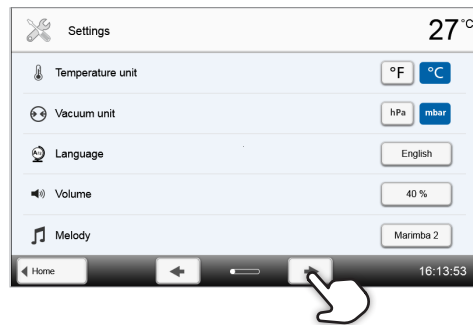 Settings 27 °C
Temperature unit °F °C
Vacuum unit hPa mbar
Language English
Volume 40 %
Melody Marimba 2
Home 16:13:53